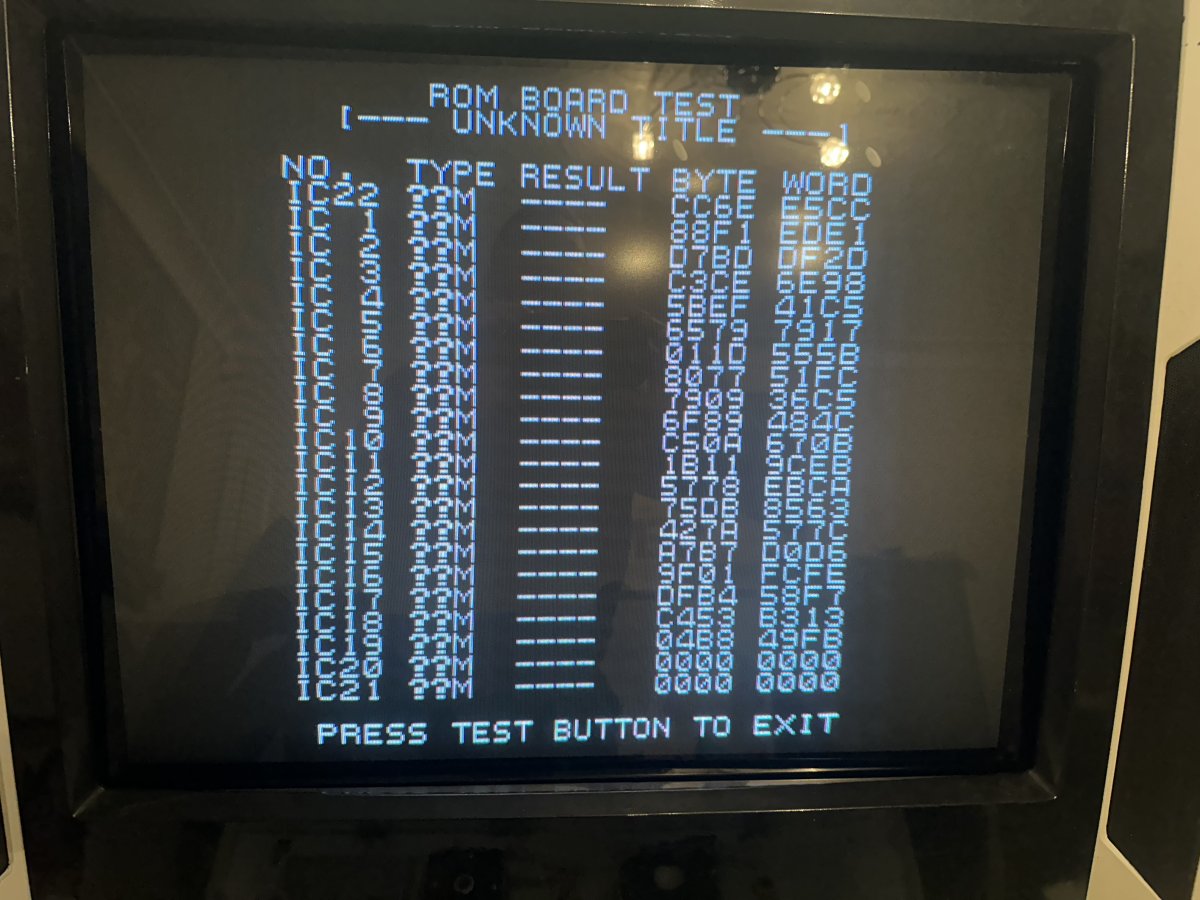 ROM BOARD TEST
[--- UNKNOWN TITLE ---]
NO. TYPE RESULT BYTE WORD
IC22 ??M ---- CC6E E5CC
IC 1 ??M ---- 88F1 EDE1
IC 2 ??M ---- D7BD DF2D
IC 3 ??M ---- C3CE 5E98
IC 4 ??M ---- 5BEF 41C5
IC 5 ??M ---- 6579 7917
IC 6 ??M ---- 011D 555B
IC 7 ??M ---- 8077 51FC
IC 8 ??M ---- 7909 36C5
IC 9 ??M ---- 6F89 484C
IC10 ??M ---- C50A 670B
IC11 ??M ---- 1B11 9CEB
IC12 ??M ---- 5778 EBCA
IC13 ??M ---- 75DB 8563
IC14 ??M ---- 427A 577C
IC15 ??M ---- A7B7 D0D6
IC16 ??M ---- 9F01 FCFE
IC17 ??M ---- DFB4 58F7
IC18 ??M ---- C453 B313
IC19 ??M ---- 04B8 49EB
IC20 ??M ---- 0000 0000
IC21 ??M ---- 0000 0000
PRESS TEST BUTTON TO EXIT